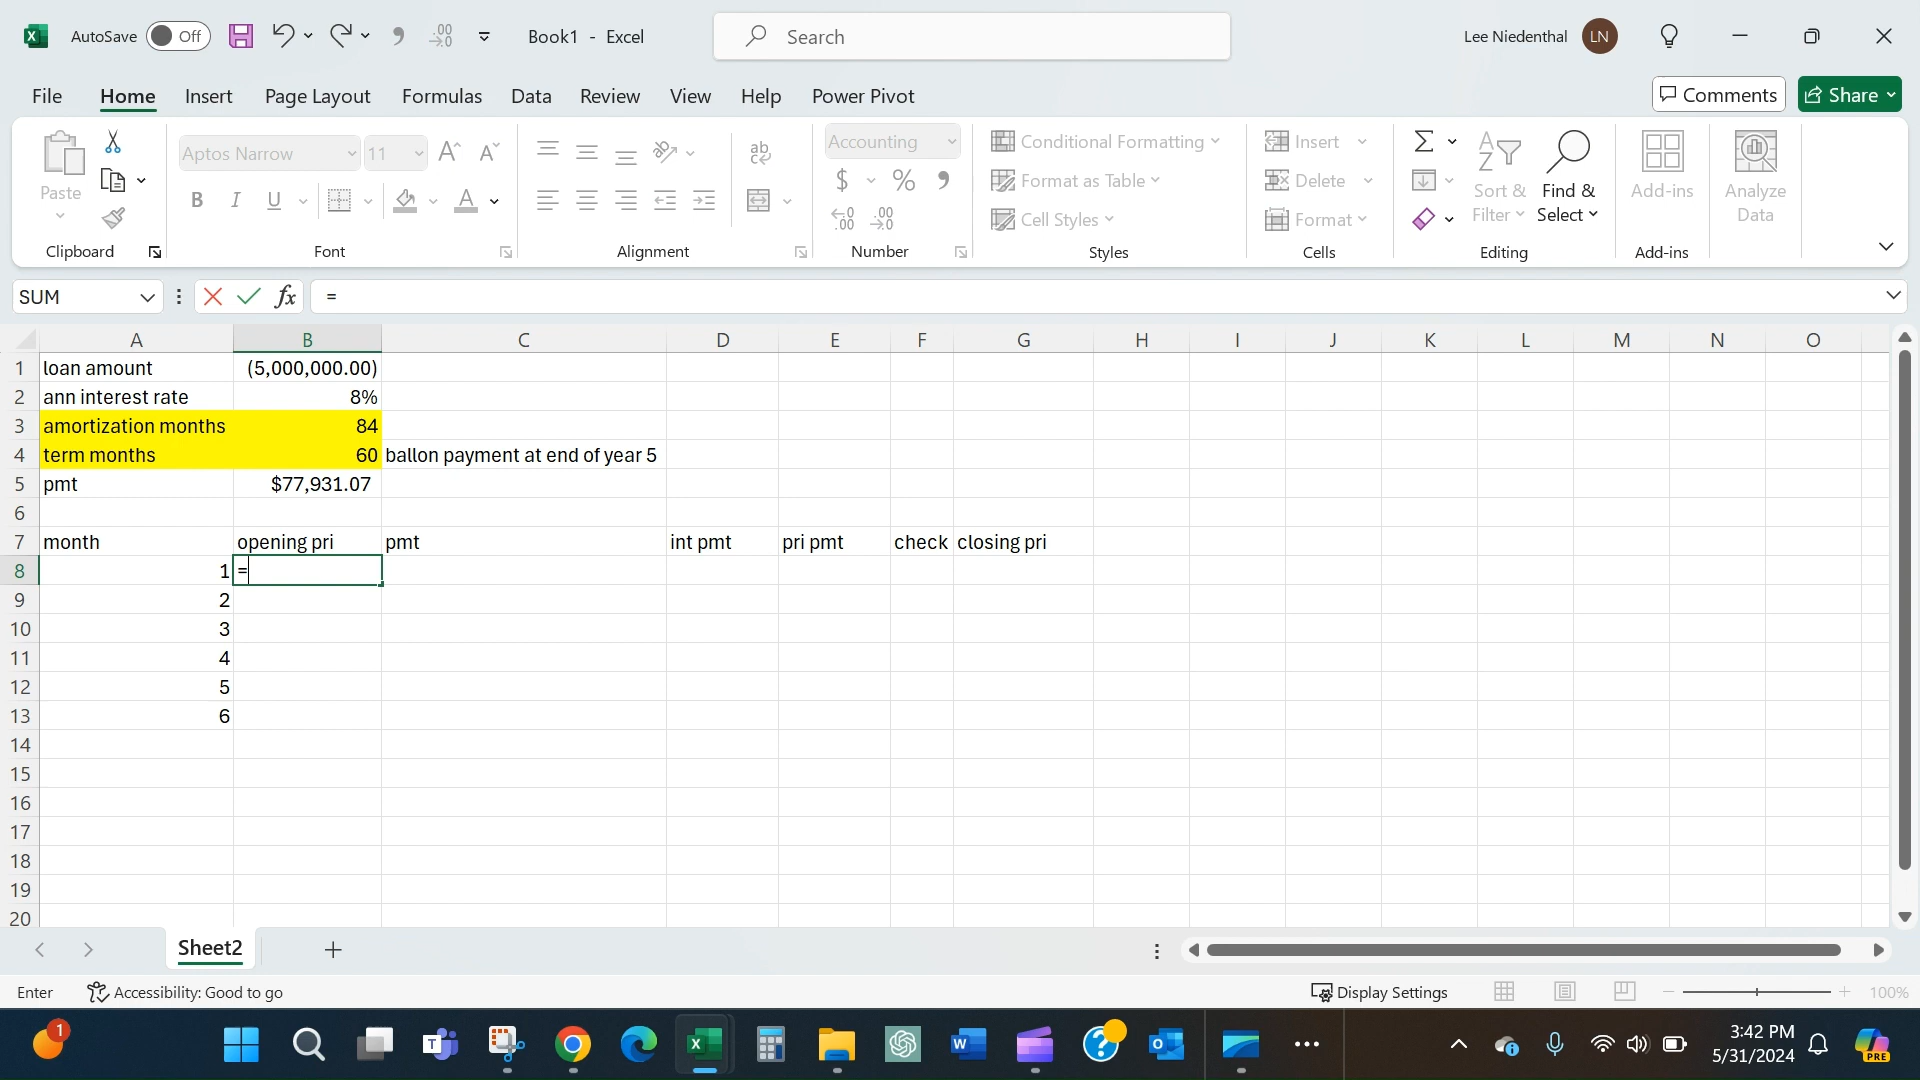 AutoSave Off Book1 - Excel Search Lee Niedenthal LN
File Home Insert Page Layout Formulas Data Review View Help Power Pivot Comments Share
Paste Aptos Narrow 11 Accounting Conditional Formatting Insert Add-ins Analyze Data
Format as Table Delete Sort & Filter Find & Select
Cell Styles Format
Clipboard Font Alignment Number Styles Cells Editing Add-ins
SUM fx =
A B C D E F G H I J K L M N O
1 loan amount (5,000,000.00)
2 ann interest rate 8%
3 amortization months 84
4 term months 60 ballon payment at end of year 5
5 pmt $77,931.07
6
7 month opening pri pmt int pmt pri pmt check closing pri
8 1 =
9 2
10 3
11 4
12 5
13 6
14
15
16
17
18
19
20
Sheet2
Enter Accessibility: Good to go Display Settings 100%
1 3:42 PM
5/31/2024 PRE